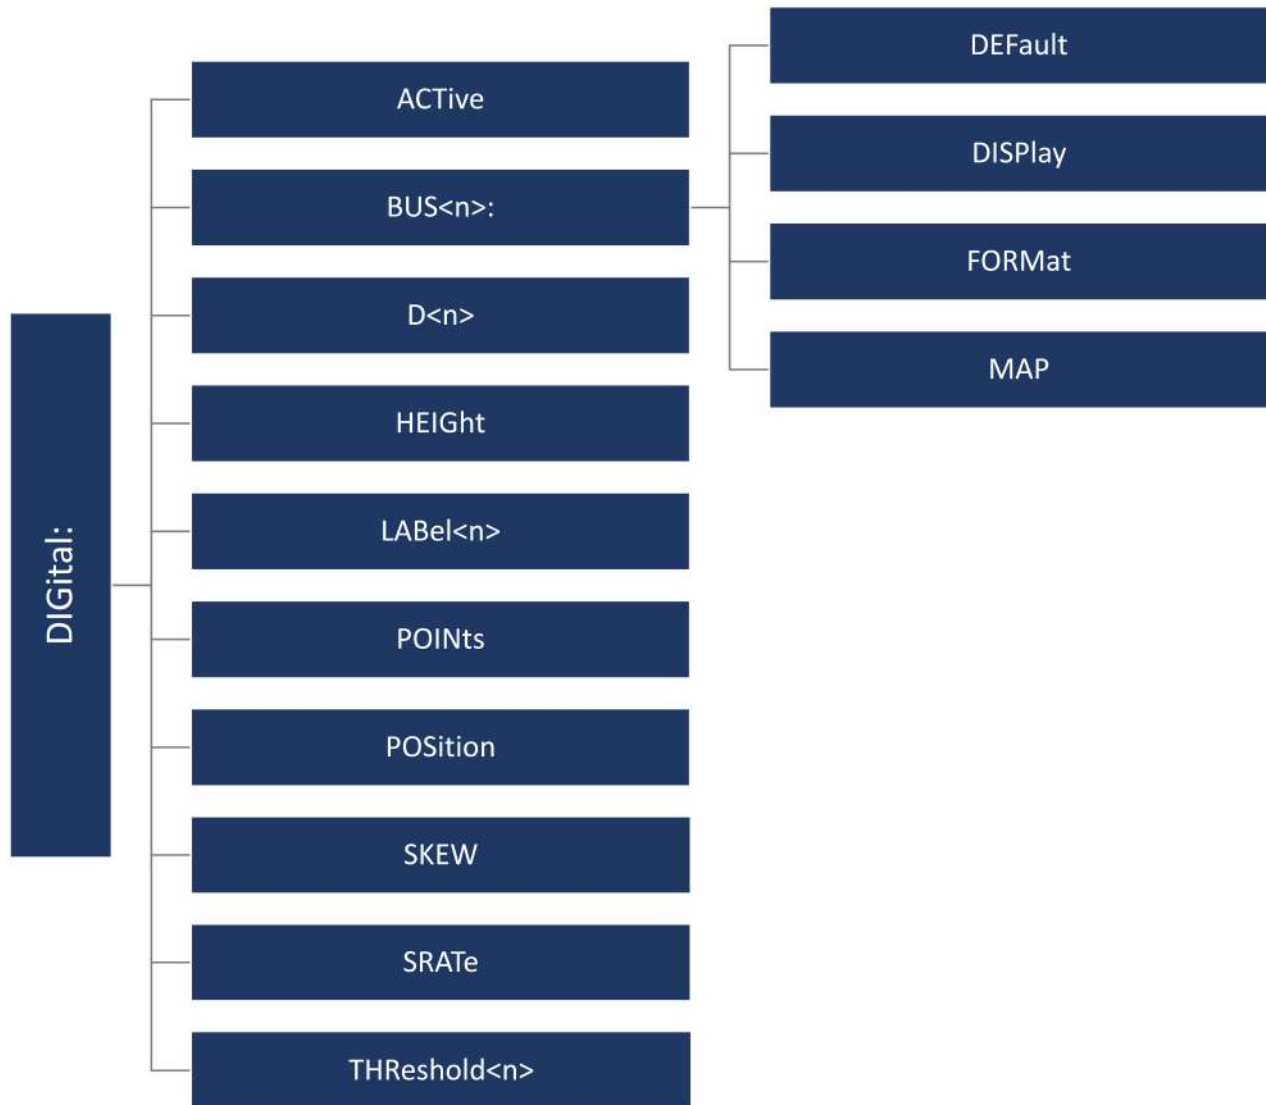 DIGital:
ACTive
BUS<n>:
D<n>
HEIGht
LABel<n>
POINts
POSition
SKEW
SRATe
THReshold<n>
DEFault
DISPlay
FORMat
MAP